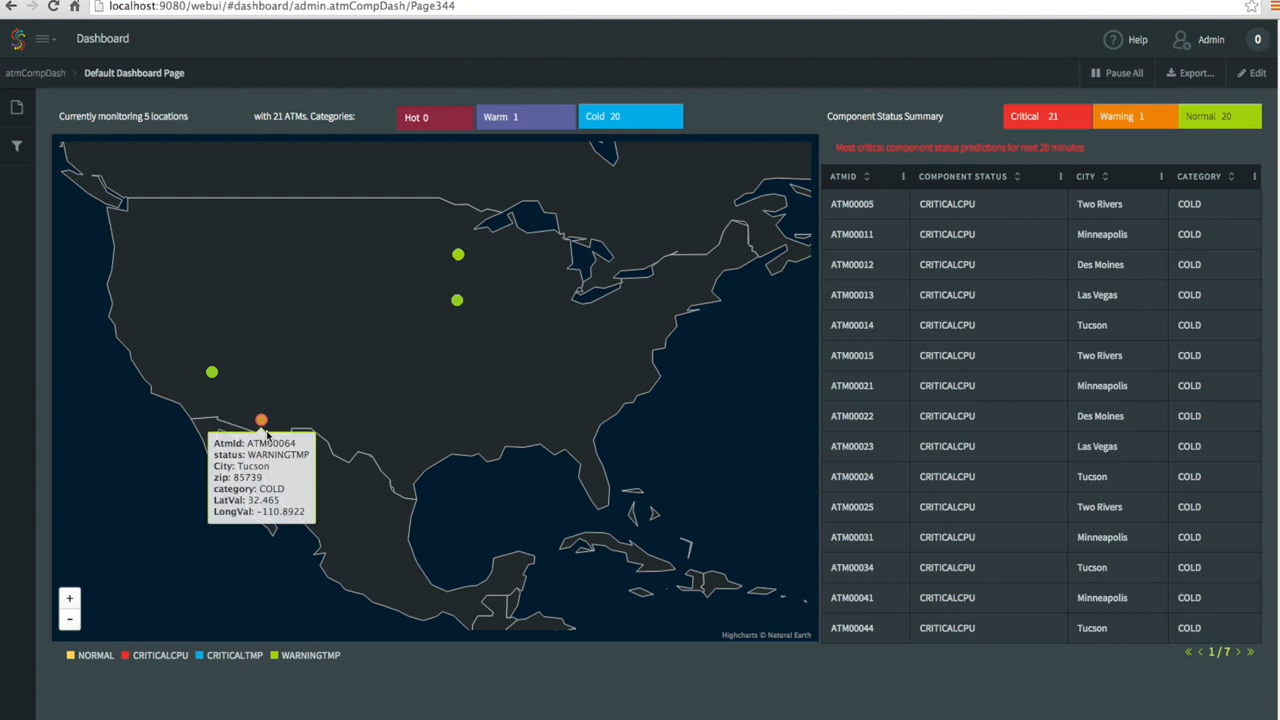 localhost:9080/webui/#dashboard/admin.atmCompDash/Page344
Dashboard
Help
Admin
0
atmCompDash > Default Dashboard Page
Pause All
Export...
Edit
Currently monitoring 5 locations
with 21 ATMs. Categories:
Hot 0
Warm 1
Cold 20
Component Status Summary
Critical 21
Warning 1
Normal 20
Most critical component status predictions for next 20 minutes
ATMID COMPONENT STATUS CITY CATEGORY
ATM00005 CRITICALCPU Two Rivers COLD
ATM00011 CRITICALCPU Minneapolis COLD
ATM00012 CRITICALCPU Des Moines COLD
ATM00013 CRITICALCPU Las Vegas COLD
ATM00014 CRITICALCPU Tucson COLD
ATM00015 CRITICALCPU Two Rivers COLD
ATM00021 CRITICALCPU Minneapolis COLD
ATM00022 CRITICALCPU Des Moines COLD
ATM00023 CRITICALCPU Las Vegas COLD
ATM00024 CRITICALCPU Tucson COLD
ATM00025 CRITICALCPU Two Rivers COLD
ATM00031 CRITICALCPU Minneapolis COLD
ATM00034 CRITICALCPU Tucson COLD
ATM00041 CRITICALCPU Minneapolis COLD
ATM00044 CRITICALCPU Tucson COLD
« < 1 / 7 > »
AtmId: ATM00064
status: WARNINGTMP
City: Tucson
zip: 85739
category: COLD
LatVal: 32.465
LongVal: -110.8922
+
-
Highcharts © Natural Earth
NORMAL CRITICALCPU CRITICALTMP WARNINGTMP